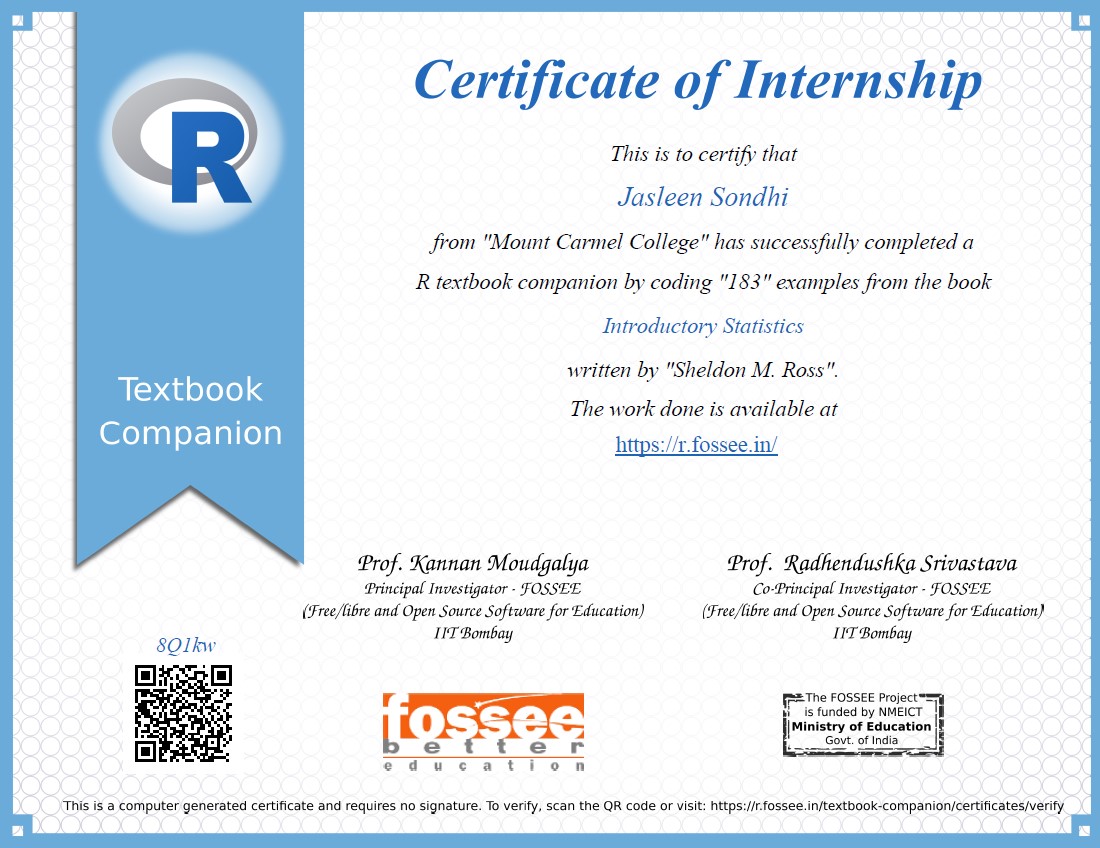 R
Textbook
Companion
Certificate of Internship
This is to certify that
Jasleen Sondhi
from "Mount Carmel College" has successfully completed a
R textbook companion by coding "183" examples from the book
Introductory Statistics
written by "Sheldon M. Ross".
The work done is available at
https://r.fossee.in/
Prof. Kannan Moudgalya
Principal Investigator - FOSSEE
(Free/libre and Open Source Software for Education)
IIT Bombay
Prof. Radhendushka Srivastava
Co-Principal Investigator - FOSSEE
(Free/libre and Open Source Software for Education)
IIT Bombay
8Q1kw
fossee
better
education
The FOSSEE Project
is funded by NMEICT
Ministry of Education
Govt. of India
This is a computer generated certificate and requires no signature. To verify, scan the QR code or visit: https://r.fossee.in/textbook-companion/certificates/verify